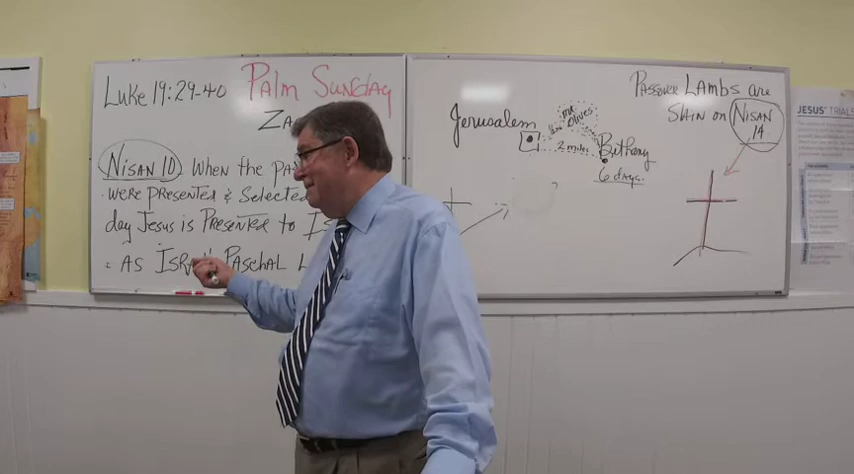 Luke 19:29-40
Palm Sunday
Nisan 10 When the
were Presented & Selected
day Jesus is Presented to
as Paschal
Jerusalem
mt Olives
2 miles
Bethany
6 days.
Passover Lambs are
Slain on Nisan
14
JESUS' TRIALS